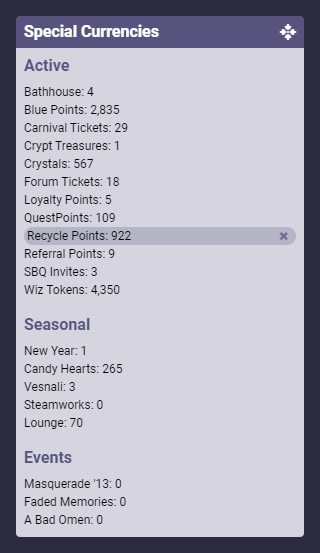 Special Currencies
Active
Bathhouse: 4
Blue Points: 2,835
Carnival Tickets: 29
Crypt Treasures: 1
Crystals: 567
Forum Tickets: 18
Loyalty Points: 5
QuestPoints: 109
Recycle Points: 922
Referral Points: 9
SBQ Invites: 3
Wiz Tokens: 4,350
Seasonal
New Year: 1
Candy Hearts: 265
Vesnali: 3
Steamworks: 0
Lounge: 70
Events
Masquerade '13: 0
Faded Memories: 0
A Bad Omen: 0